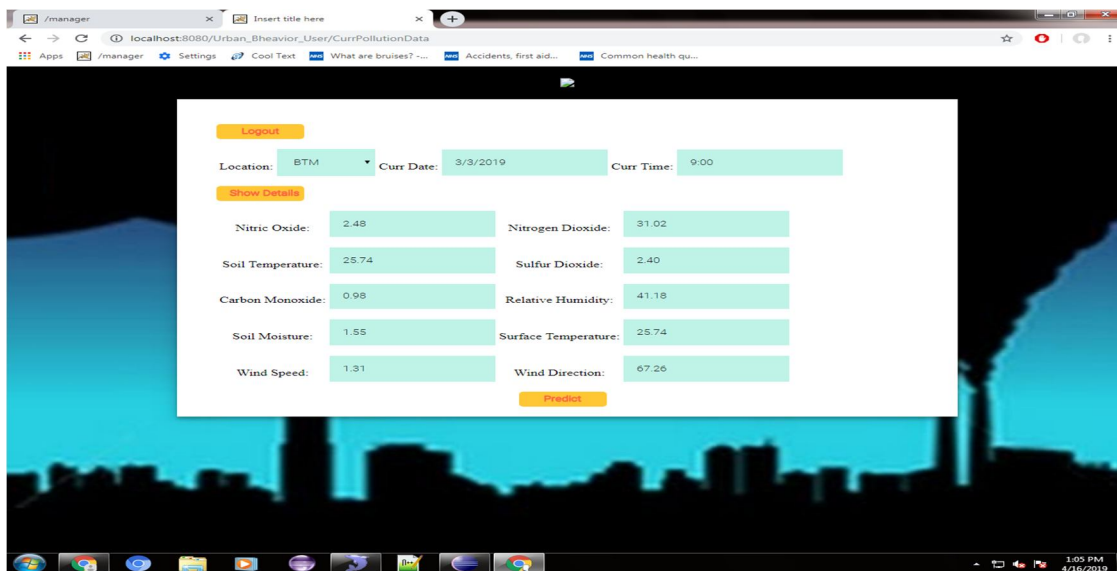 /manager
Insert title here
localhost:8080/Urban_Bheavior_User/CurrPollutionData
Apps /manager Settings Cool Text NHS What are bruises? -... NHS Accidents, first aid... NHS Common health qu...
Logout
Location: BTM Curr Date: 3/3/2019 Curr Time: 9:00
Show Details
Nitric Oxide: 2.48 Nitrogen Dioxide: 31.02
Soil Temperature: 25.74 Sulfur Dioxide: 2.40
Carbon Monoxide: 0.98 Relative Humidity: 41.18
Soil Moisture: 1.55 Surface Temperature: 25.74
Wind Speed: 1.31 Wind Direction: 67.26
Predict
1:05 PM
4/16/2019